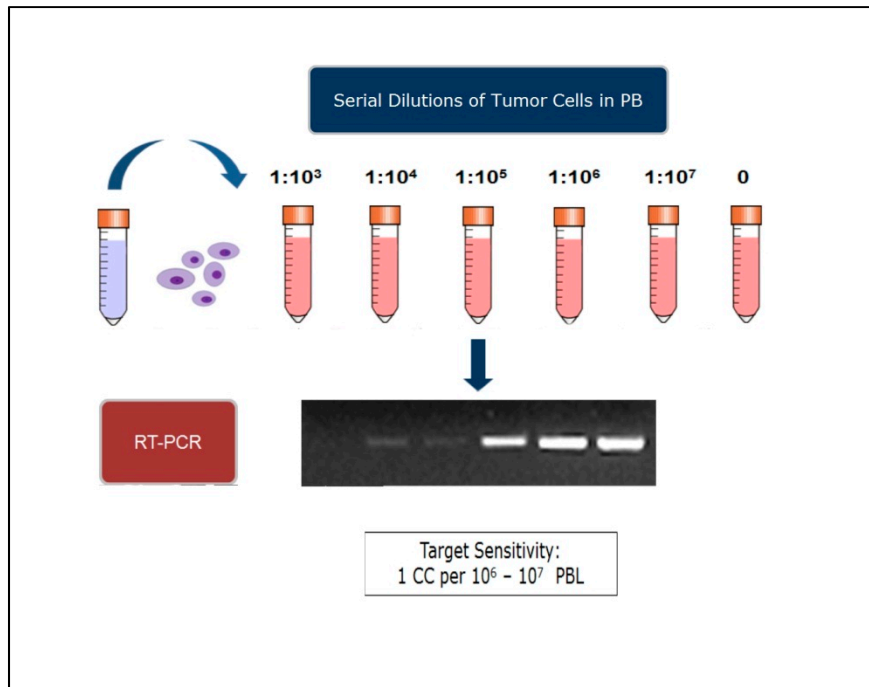 Serial Dilutions of Tumor Cells in PB
1:10³ 1:10⁴ 1:10⁵ 1:10⁶ 1:10⁷ 0
RT-PCR
Target Sensitivity:
1 CC per 10⁶ – 10⁷ PBL